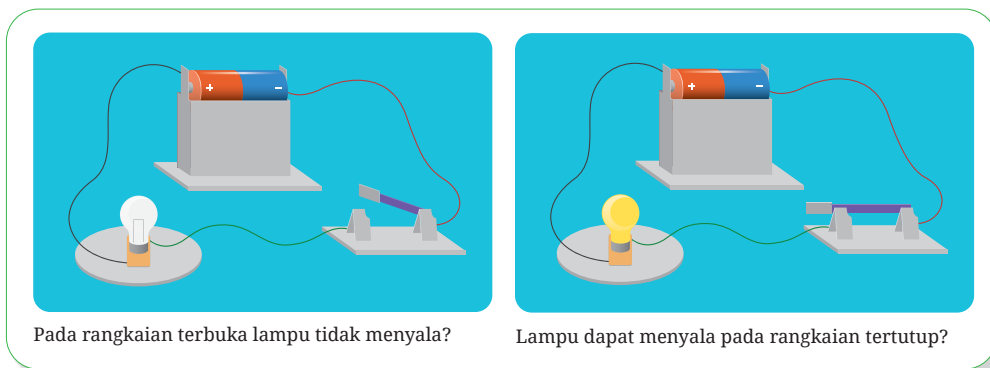 + −
+ −
Pada rangkaian terbuka lampu tidak menyala?
Lampu dapat menyala pada rangkaian tertutup?